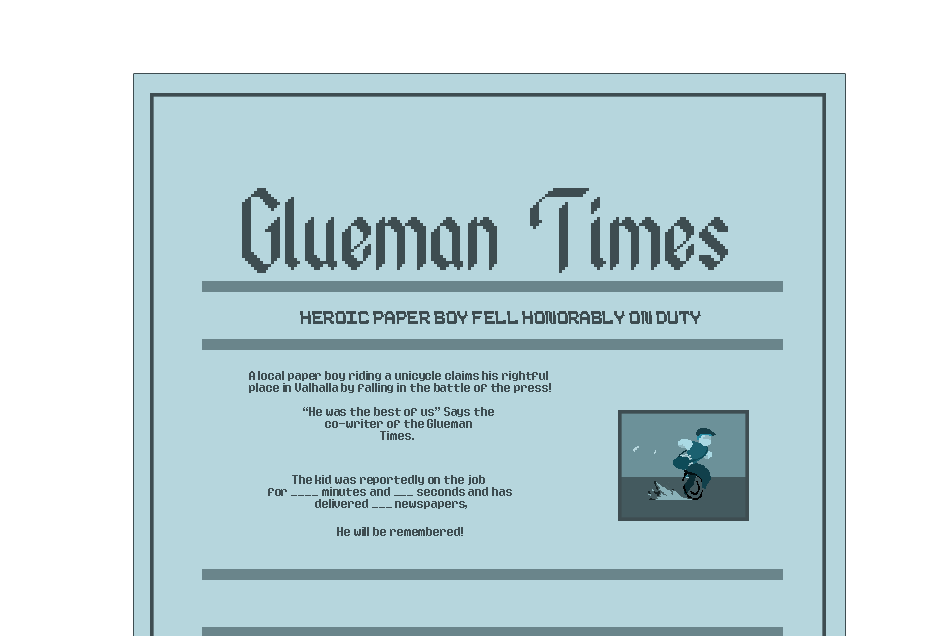 Glueman Times
HEROIC PAPER BOY FELL HONORABLY ON DUTY
A local paper boy riding a unicycle claims his rightful
place in Valhalla by falling in the battle of the press!
“He was the best of us” Says the
co-writer of the Glueman
Times.
The kid was reportedly on the job
for ____ minutes and ___ seconds and has
delivered ___ newspapers,
He will be remembered!